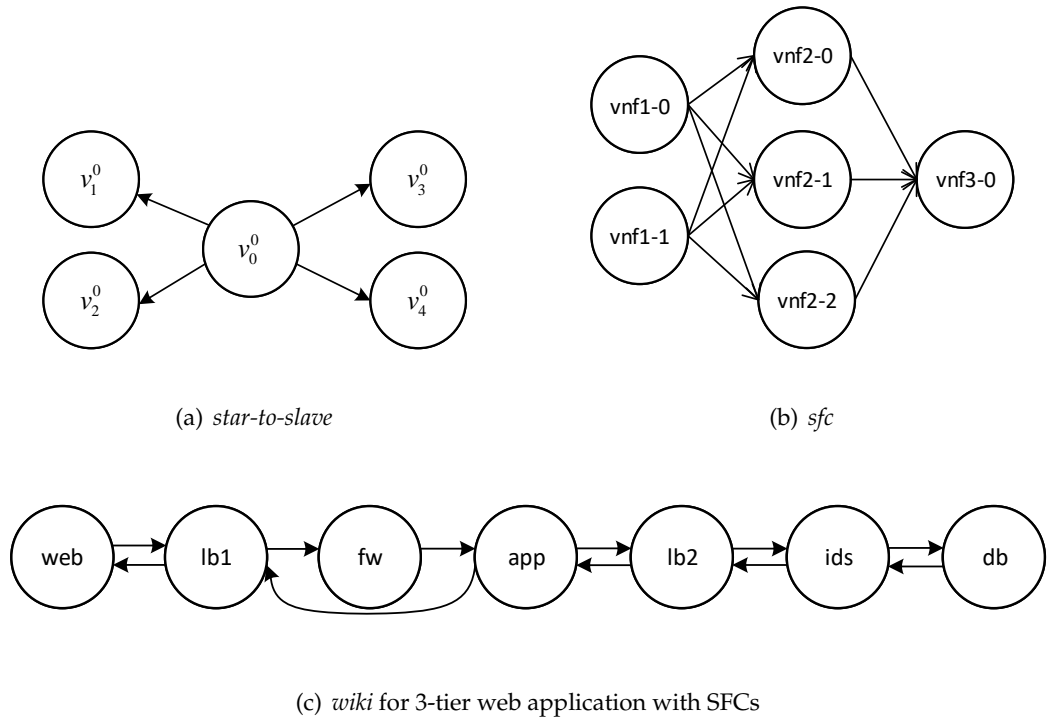 v_1^0
v_3^0
v_0^0
v_2^0
v_4^0
(a) star-to-slave
vnf2-0
vnf1-0
vnf2-1
vnf3-0
vnf1-1
vnf2-2
(b) sfc
web
lb1
fw
app
lb2
ids
db
(c) wiki for 3-tier web application with SFCs